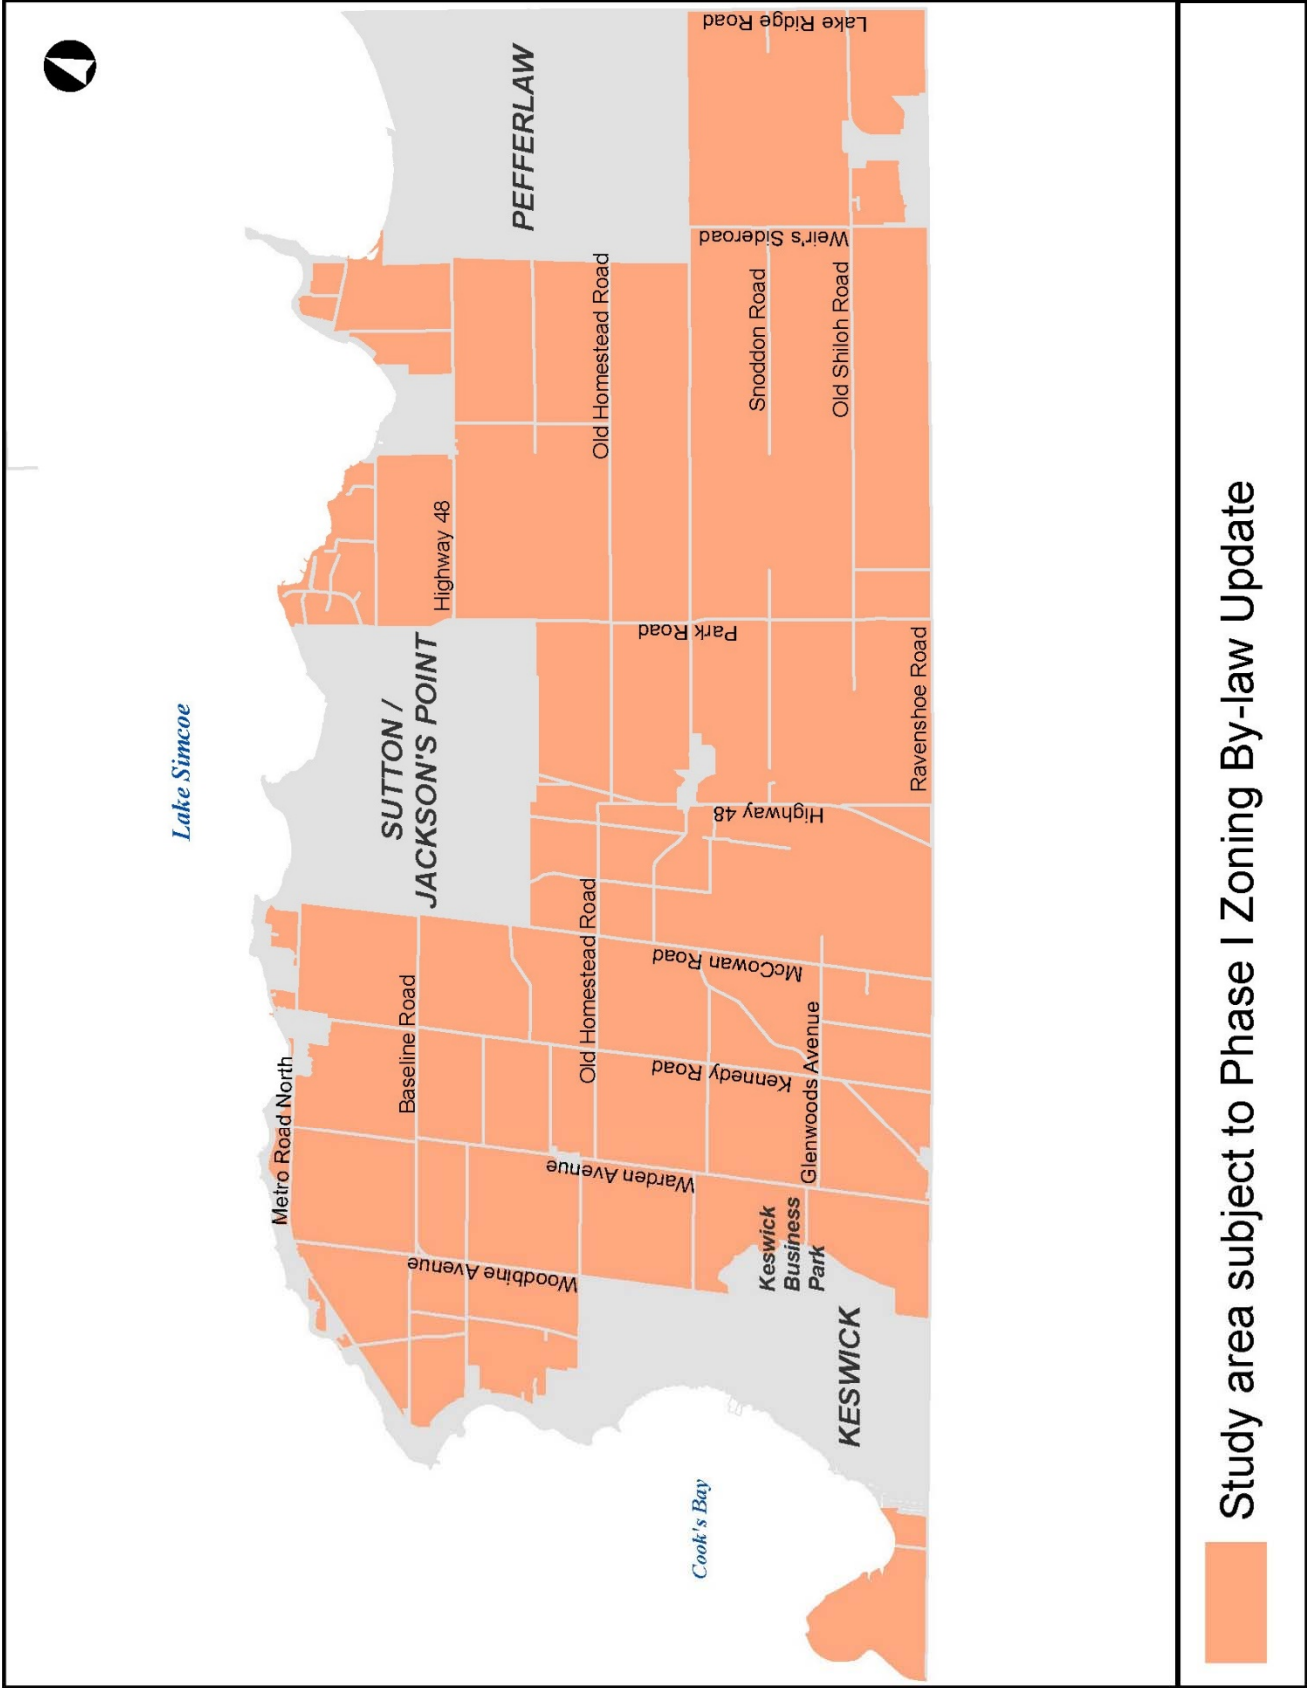 Lake Simcoe
Cook's Bay
PEFFERLAW
SUTTON /
JACKSON'S POINT
KESWICK
Keswick
Business
Park
Metro Road North
Baseline Road
Highway 48
Old Homestead Road
Old Homestead Road
Woodbine Avenue
Warden Avenue
Kennedy Road
McCowan Road
Highway 48
Park Road
Weir's Sideroad
Lake Ridge Road
Snoddon Road
Old Shiloh Road
Glenwoods Avenue
Ravenshoe Road
Study area subject to Phase I Zoning By-law Update